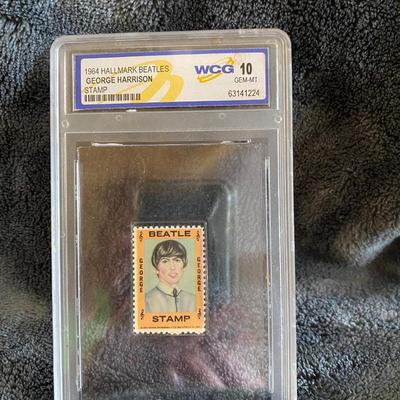 1964 HALLMARK BEATLES
GEORGE HARRISON
STAMP
WCG 10
GEM-MT
63141224
BEATLE
GEORGE
GEORGE
STAMP